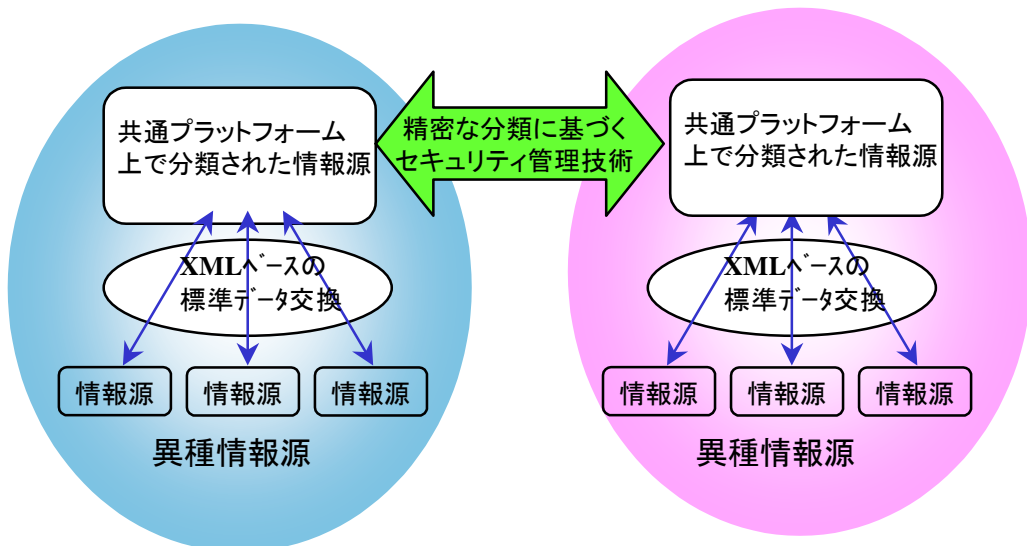 共通プラットフォーム
上で分類された情報源
XMLﾍﾞｰｽの
標準ﾃﾞｰﾀ交換
情報源
情報源
情報源
異種情報源
精密な分類に基づく
セキュリティ管理技術
共通プラットフォーム
上で分類された情報源
XMLﾍﾞｰｽの
標準ﾃﾞｰﾀ交換
情報源
情報源
情報源
異種情報源